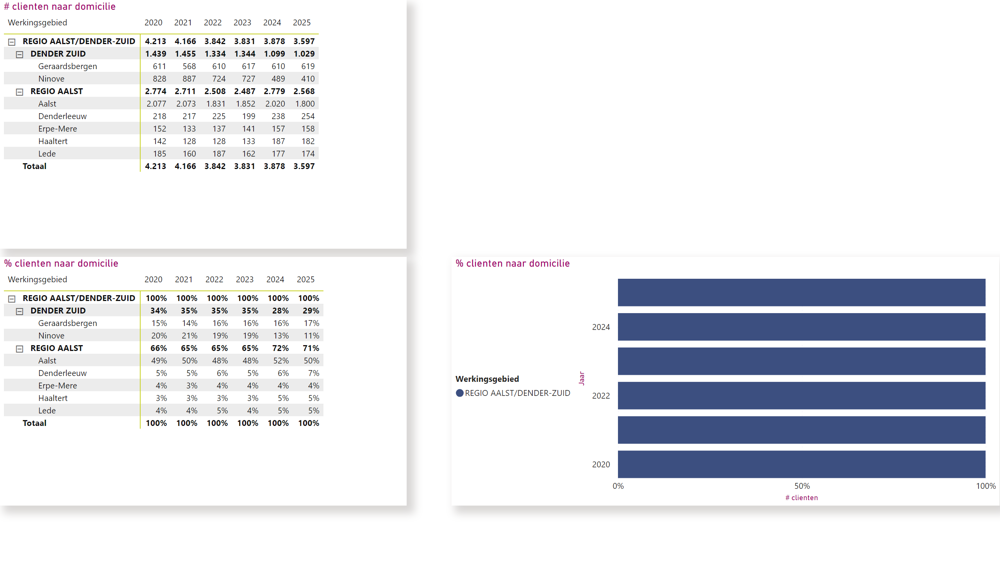 # clienten naar domicilie
Werkingsgebied 2020 2021 2022 2023 2024 2025
REGIO AALST/DENDER-ZUID 4.213 4.166 3.842 3.831 3.878 3.597
DENDER ZUID 1.439 1.455 1.334 1.344 1.099 1.029
Geraardsbergen 611 568 610 617 610 619
Ninove 828 887 724 727 489 410
REGIO AALST 2.774 2.711 2.508 2.487 2.779 2.568
Aalst 2.077 2.073 1.831 1.852 2.020 1.800
Denderleeuw 218 217 225 199 238 254
Erpe-Mere 152 133 137 141 157 158
Haaltert 142 128 128 133 187 182
Lede 185 160 187 162 177 174
Totaal 4.213 4.166 3.842 3.831 3.878 3.597
% clienten naar domicilie
Werkingsgebied 2020 2021 2022 2023 2024 2025
REGIO AALST/DENDER-ZUID 100% 100% 100% 100% 100% 100%
DENDER ZUID 34% 35% 35% 35% 28% 29%
Geraardsbergen 15% 14% 16% 16% 16% 17%
Ninove 20% 21% 19% 19% 13% 11%
REGIO AALST 66% 65% 65% 65% 72% 71%
Aalst 49% 50% 48% 48% 52% 50%
Denderleeuw 5% 5% 6% 5% 6% 7%
Erpe-Mere 4% 3% 4% 4% 4% 4%
Haaltert 3% 3% 3% 3% 5% 5%
Lede 4% 4% 5% 4% 5% 5%
Totaal 100% 100% 100% 100% 100% 100%
% clienten naar domicilie
Werkingsgebied
REGIO AALST/DENDER-ZUID
Jaar
2024
2022
2020
0% 50% 100%
# clienten